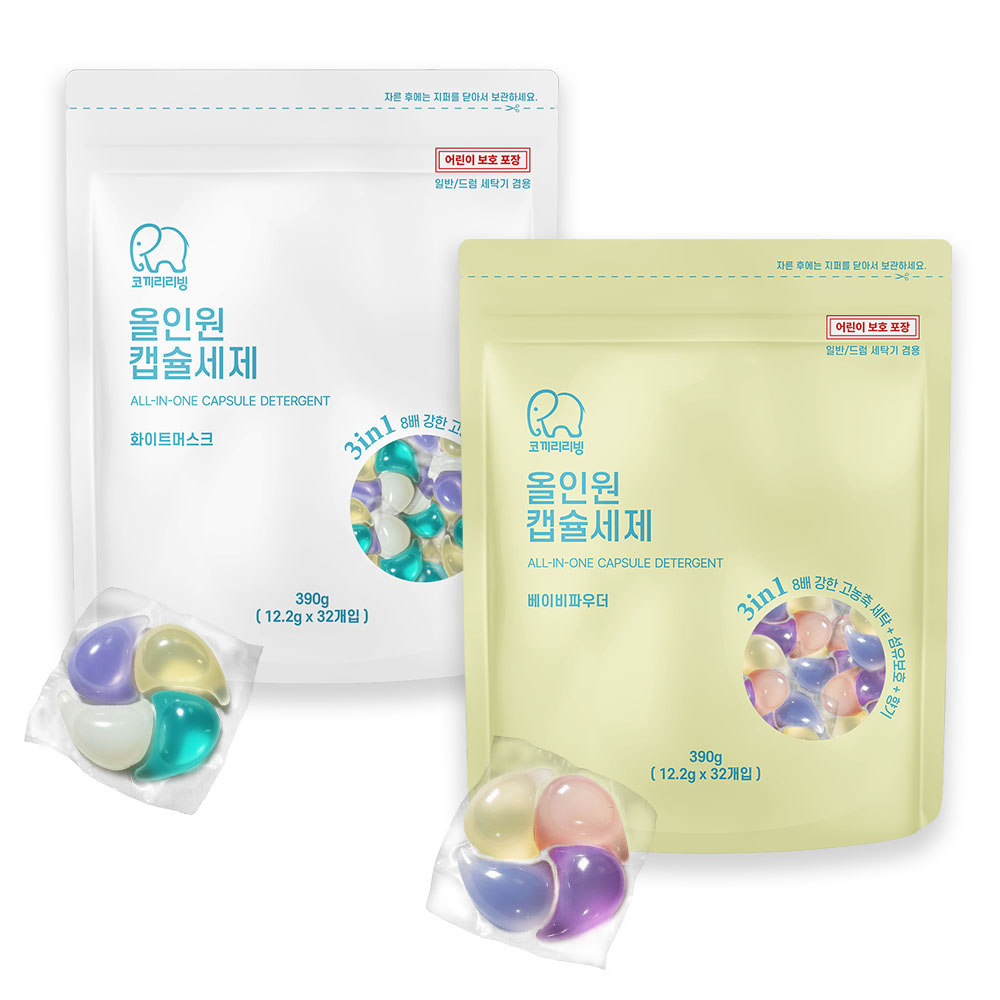 자른 후에는 지퍼를 닫아서 보관하세요.
어린이 보호 포장
일반/드럼 세탁기 겸용
코끼리리빙
올인원
캡슐세제
ALL-IN-ONE CAPSULE DETERGENT
화이트머스크
3in1 8배 강한
390g
( 12.2g x 32개입 )
자른 후에는 지퍼를 닫아서 보관하세요.
어린이 보호 포장
일반/드럼 세탁기 겸용
코끼리리빙
올인원
캡슐세제
ALL-IN-ONE CAPSULE DETERGENT
베이비파우더
3in1 8배 강한 고농축 세탁 + 섬유보호 + 향기
390g
( 12.2g x 32개입 )